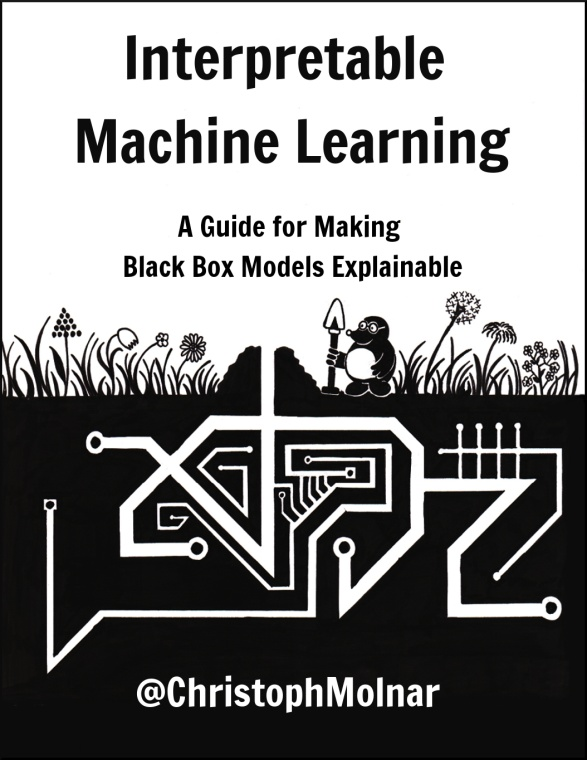 Interpretable
Machine Learning
A Guide for Making
Black Box Models Explainable
@ChristophMolnar